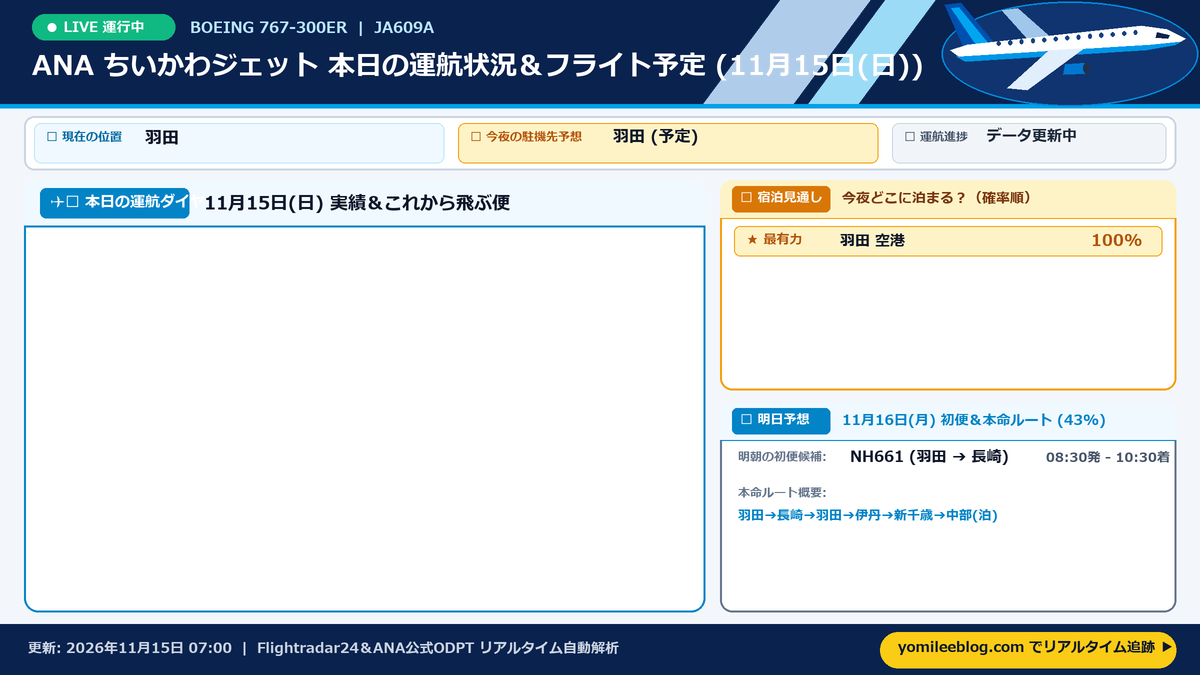 ● LIVE 運行中 BOEING 767-300ER | JA609A
ANA ちいかわジェット 本日の運航状況＆フライト予定 (11月15日(日))
□ 現在の位置 羽田
□ 今夜の駐機先予想 羽田 (予定)
□ 運航進捗 データ更新中
✈□ 本日の運航ダイ 11月15日(日) 実績＆これから飛ぶ便
□ 宿泊見通し 今夜どこに泊まる？（確率順）
★ 最有力 羽田 空港 100%
□ 明日予想 11月16日(月) 初便＆本命ルート (43%)
明朝の初便候補: NH661 (羽田 → 長崎) 08:30発 - 10:30着
本命ルート概要:
羽田→長崎→羽田→伊丹→新千歳→中部(泊)
更新: 2026年11月15日 07:00 | Flightradar24＆ANA公式ODPT リアルタイム自動解析
yomileeblog.com でリアルタイム追跡 ▶